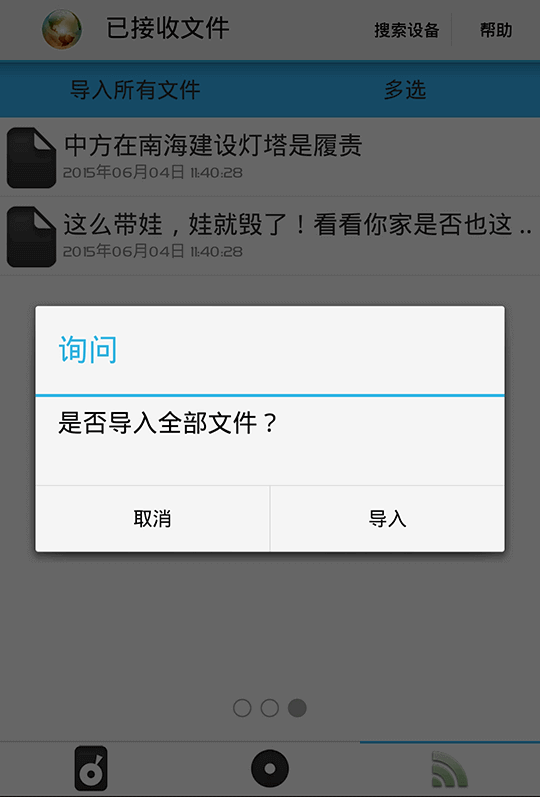 已接收文件
搜索设备
帮助
导入所有文件
多选
中方在南海建设灯塔是履责
2015年06月04日 11:40:28
这么带娃，娃就毁了！看看你家是否也这 ..
2015年06月04日 11:40:28
询问
是否导入全部文件？
取消
导入